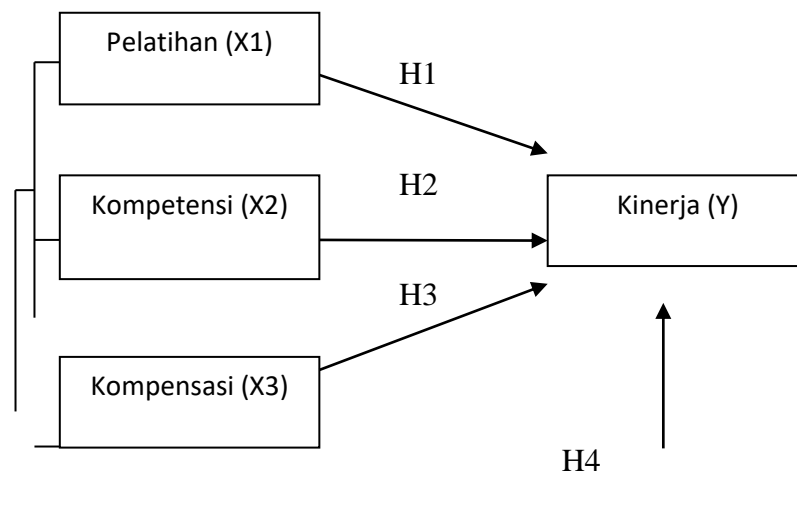 Pelatihan (X1)
H1
Kompetensi (X2)
H2
Kinerja (Y)
H3
Kompensasi (X3)
H4